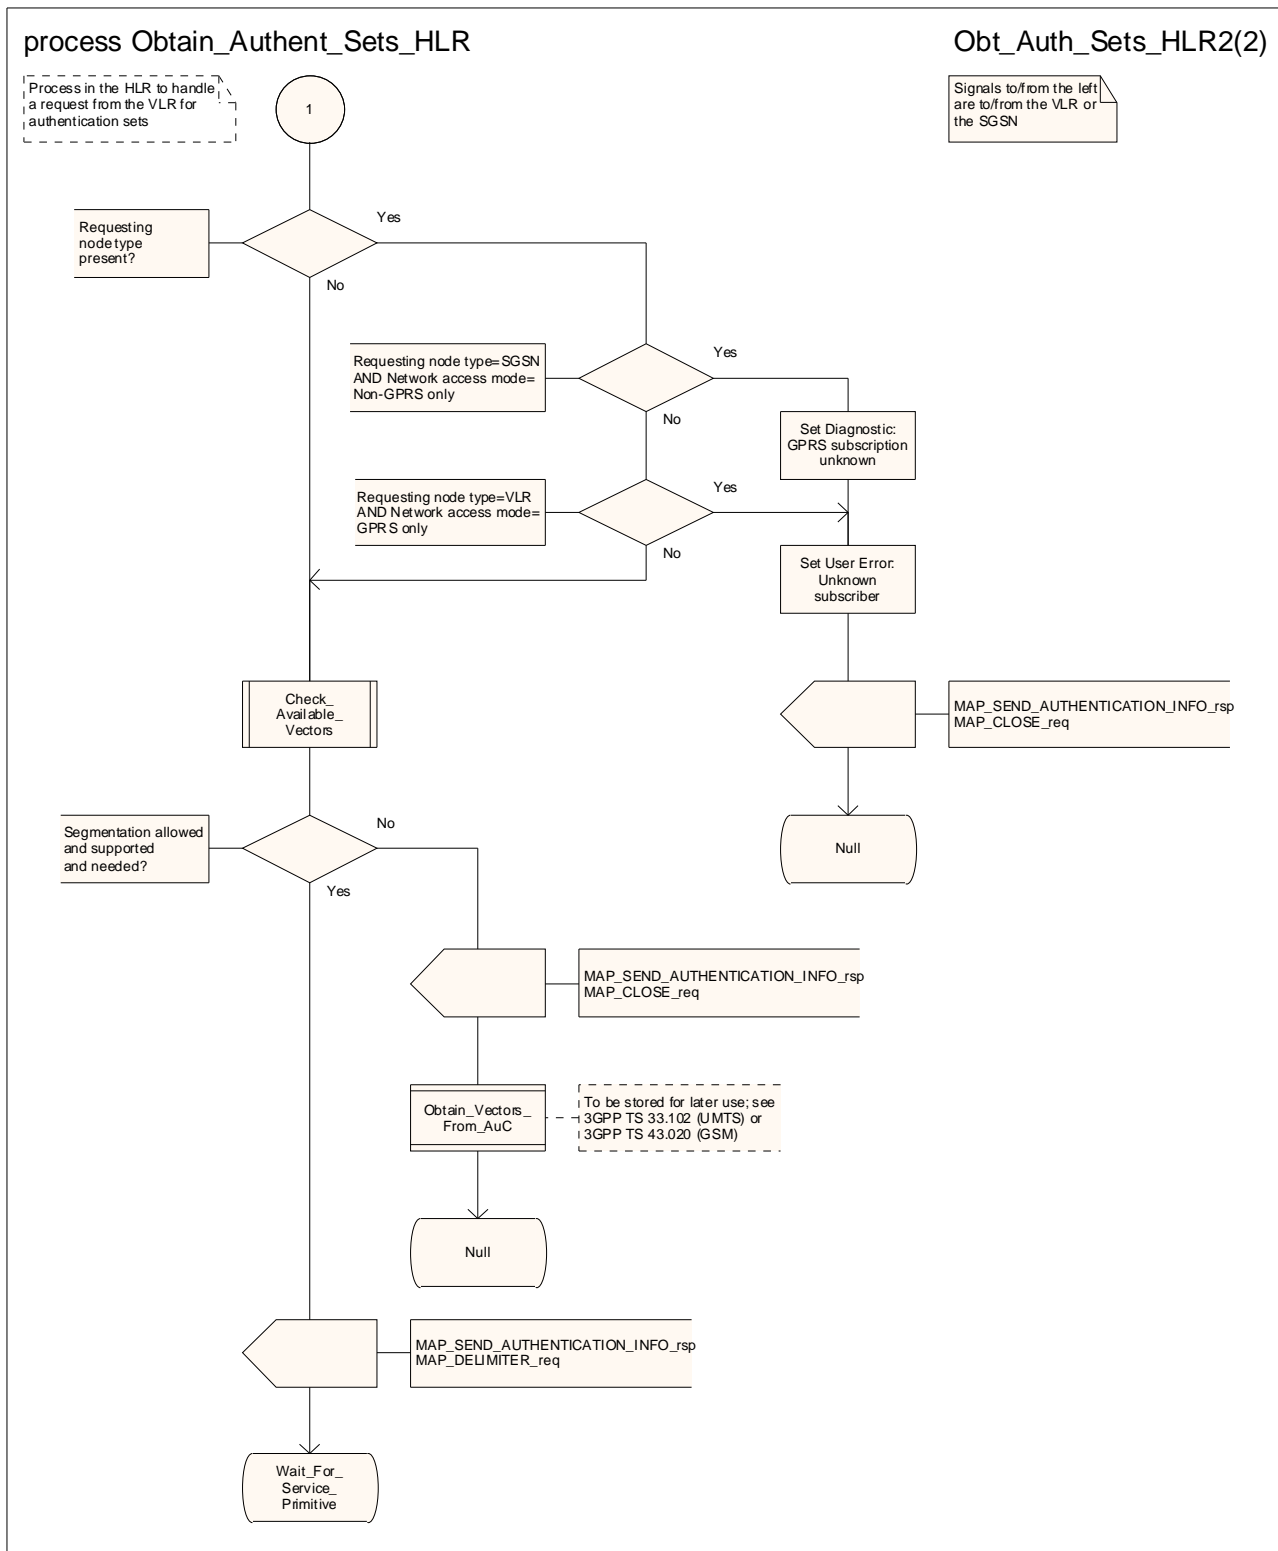 process Obtain_Authent_Sets_HLR
Obt_Auth_Sets_HLR2(2)
Process in the HLR to handle
a request from the VLR for
authentication sets
1
Signals to/from the left
are to/from the VLR or
the SGSN
Requesting
node type
present?
Yes
No
Requesting node type=SGSN
AND Network access mode=
Non-GPRS only
Yes
No
Set Diagnostic:
GPRS subscription
unknown
Requesting node type=VLR
AND Network access mode=
GPRS only
Yes
No
Set User Error:
Unknown
subscriber
Check_
Available_
Vectors
MAP_SEND_AUTHENTICATION_INFO_rsp
MAP_CLOSE_req
Segmentation allowed
and supported
and needed?
No
Yes
Null
MAP_SEND_AUTHENTICATION_INFO_rsp
MAP_CLOSE_req
Obtain_Vectors_
From_AuC
To be stored for later use; see
3GPP TS 33.102 (UMTS) or
3GPP TS 43.020 (GSM)
Null
MAP_SEND_AUTHENTICATION_INFO_rsp
MAP_DELIMITER_req
Wait_For_
Service_
Primitive